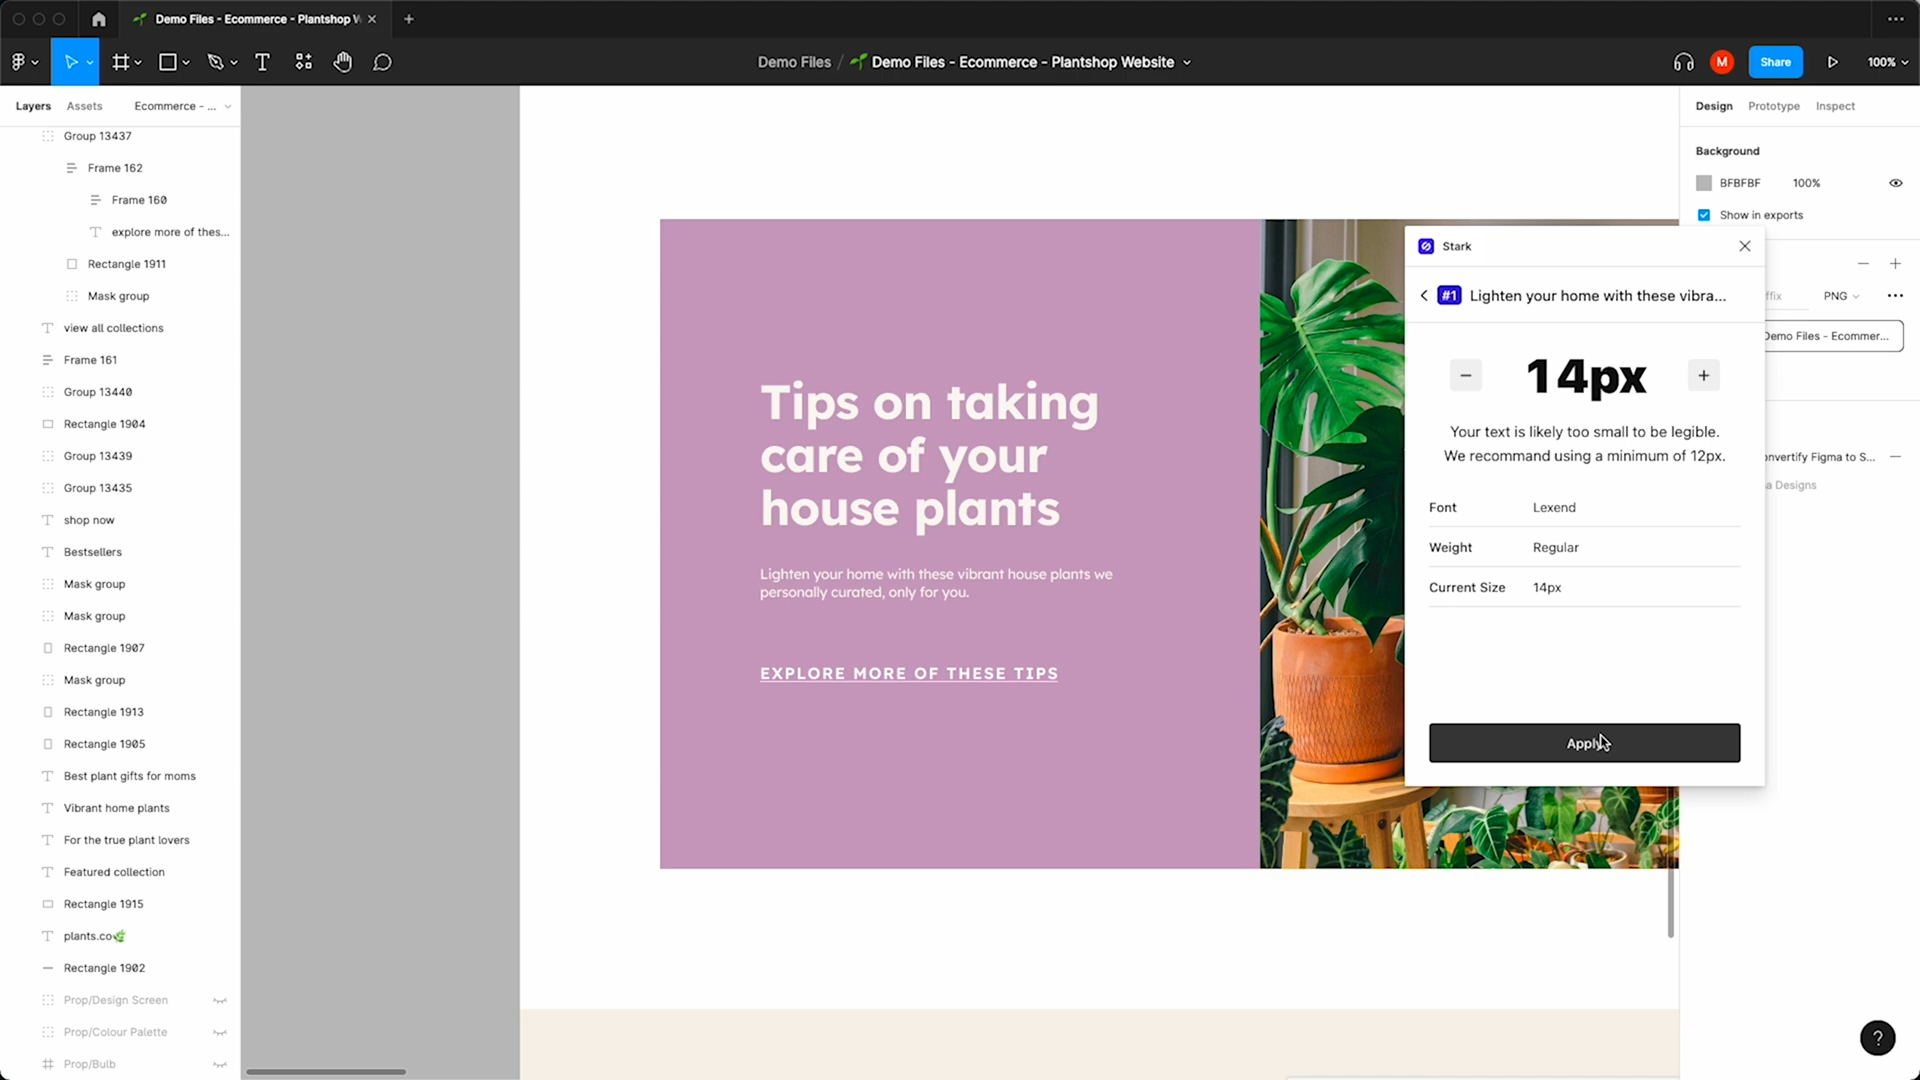 Demo Files - Ecommerce - Plantshop W
Demo Files / Demo Files - Ecommerce - Plantshop Website
M
Share
100%
Layers
Assets
Ecommerce - ...
Group 13437
Frame 162
Frame 160
explore more of thes...
Rectangle 1911
Mask group
view all collections
Frame 161
Group 13440
Rectangle 1904
Group 13439
Group 13435
shop now
Bestsellers
Mask group
Mask group
Rectangle 1907
Mask group
Rectangle 1913
Rectangle 1905
Best plant gifts for moms
Vibrant home plants
For the true plant lovers
Featured collection
Rectangle 1915
plants.co
Rectangle 1902
Prop/Design Screen
Prop/Colour Palette
Prop/Bulb
Tips on taking
care of your
house plants
Lighten your home with these vibrant house plants we
personally curated, only for you.
EXPLORE MORE OF THESE TIPS
Stark
#1 Lighten your home with these vibra...
14px
Your text is likely too small to be legible.
We recommand using a minimum of 12px.
Font Lexend
Weight Regular
Current Size 14px
Apply
Design
Prototype
Inspect
Background
BFBFBF 100%
Show in exports
ffix
PNG
Demo Files - Ecommer...
onvertify Figma to S...
a Designs
?